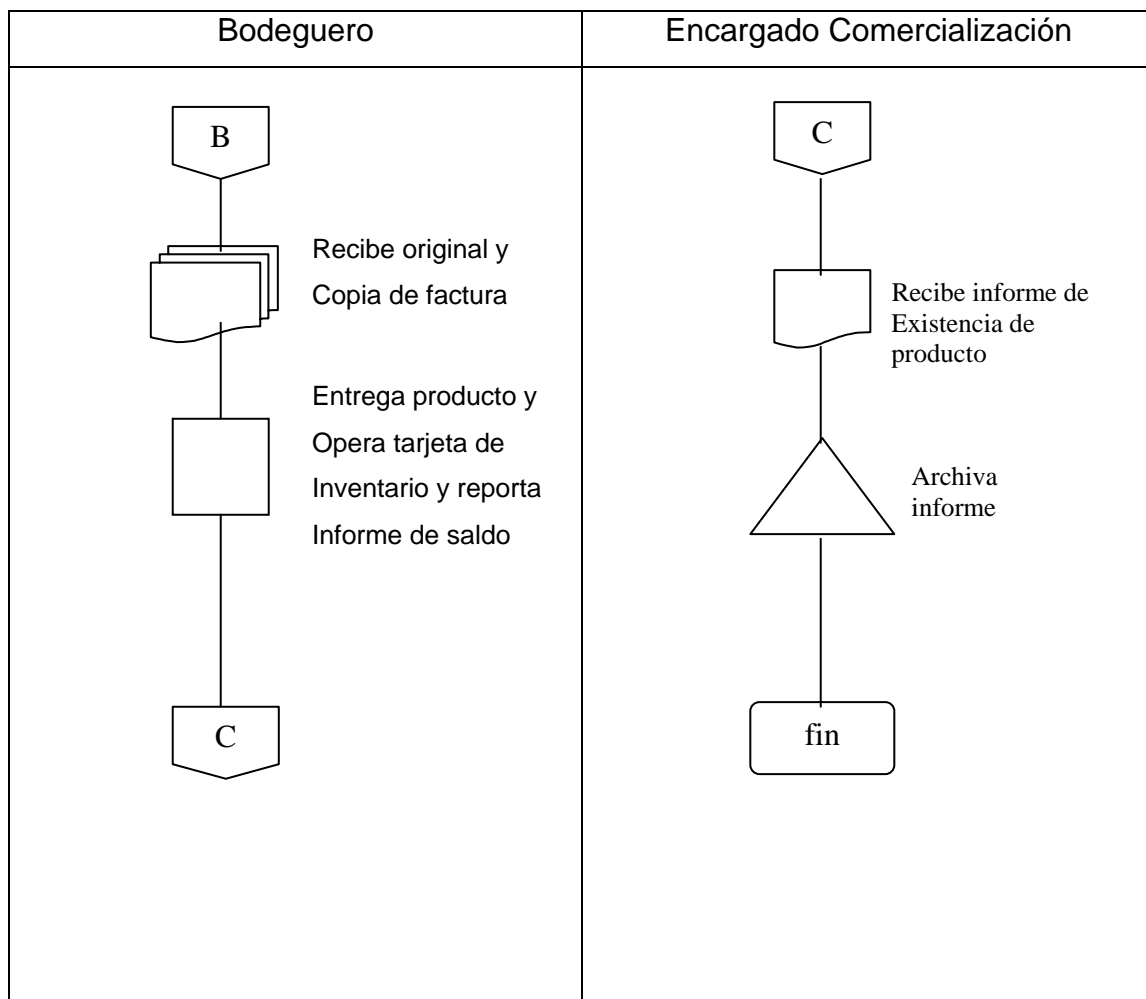 Bodeguero
Encargado Comercialización
B
Recibe original y
Copia de factura
Entrega producto y
Opera tarjeta de
Inventario y reporta
Informe de saldo
C
C
Recibe informe de
Existencia de
producto
Archiva
informe
fin